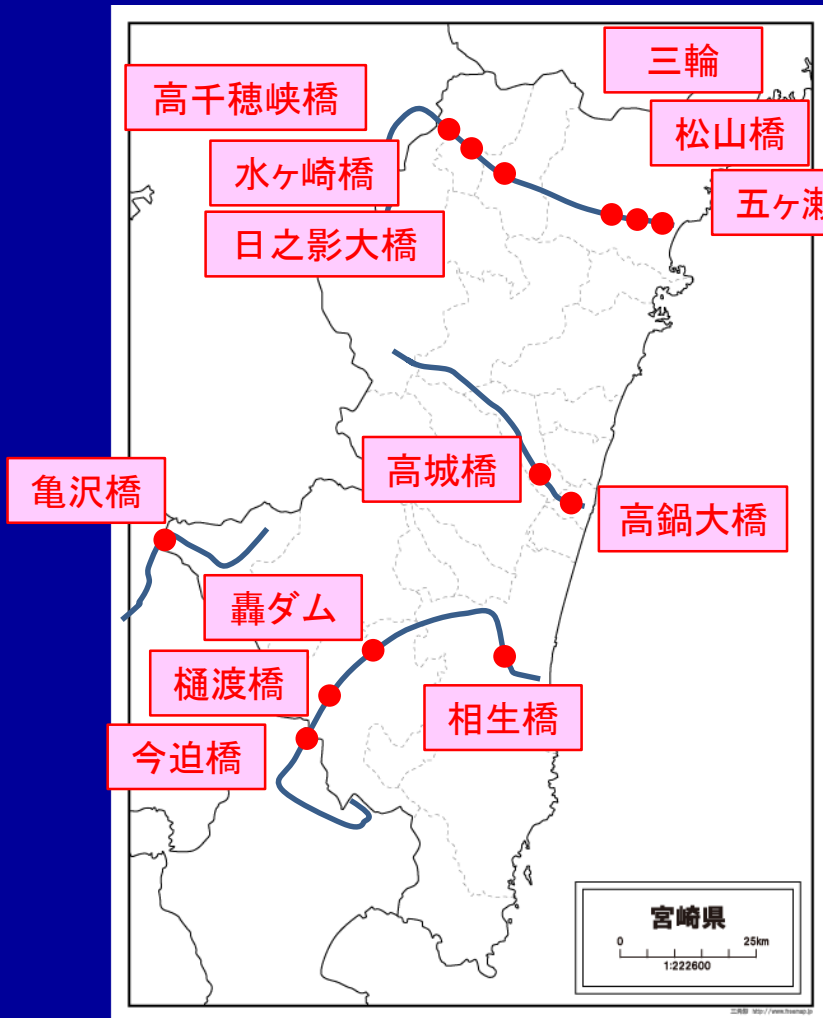 三輪
高千穂峡橋
松山橋
水ヶ崎橋
五ヶ瀬
日之影大橋
高城橋
亀沢橋
高鍋大橋
轟ダム
樋渡橋
相生橋
今迫橋
宮崎県
0 25km
1:222600